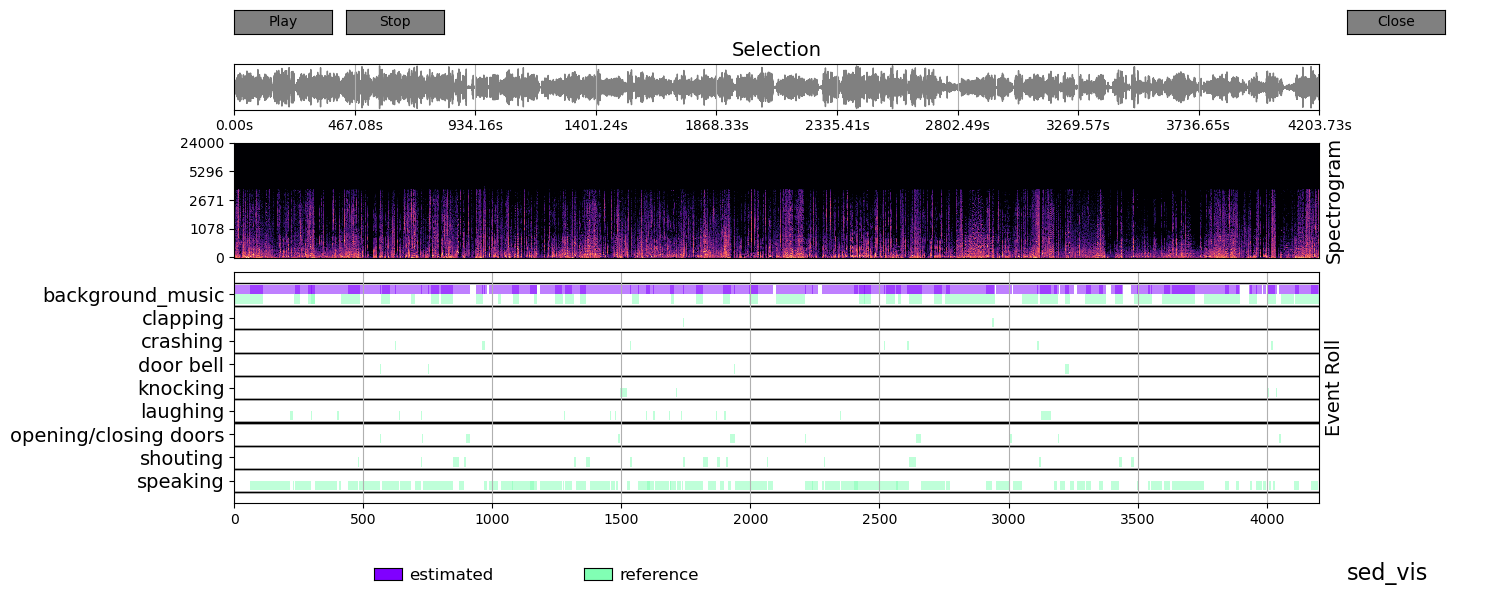 Play Stop Close
Selection
0.00s 467.08s 934.16s 1401.24s 1868.33s 2335.41s 2802.49s 3269.57s 3736.65s 4203.73s
24000
5296
2671
1078
0
Spectrogram
background_music
clapping
crashing
door bell
knocking
laughing
opening/closing doors
shouting
speaking
Event Roll
0 500 1000 1500 2000 2500 3000 3500 4000
estimated reference
sed_vis